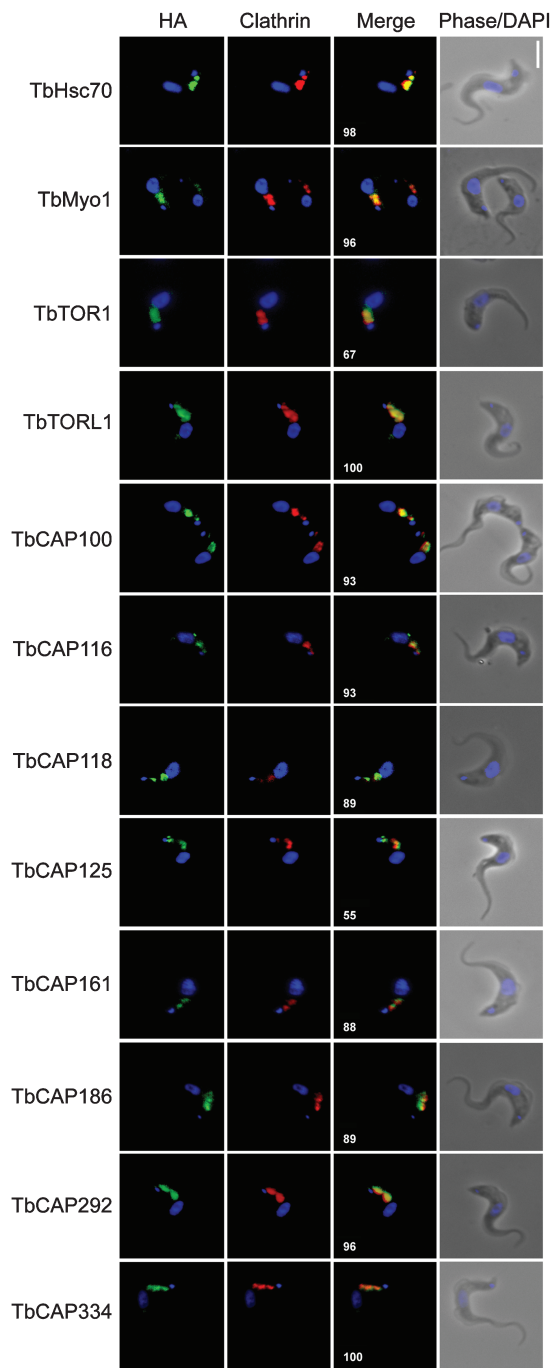 HA Clathrin Merge Phase/DAPI
TbHsc70
98
TbMyo1
96
TbTOR1
67
TbTORL1
100
TbCAP100
93
TbCAP116
93
TbCAP118
89
TbCAP125
55
TbCAP161
88
TbCAP186
89
TbCAP292
96
TbCAP334
100